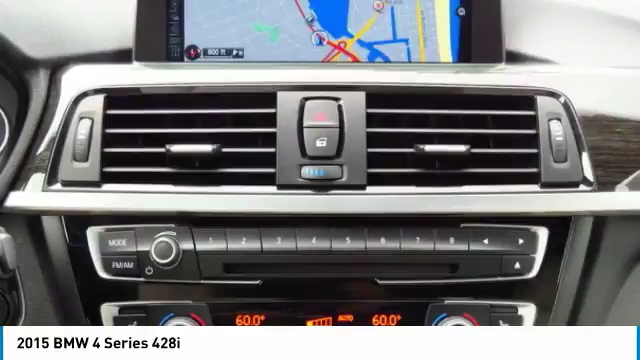 800 ft
MODE
1 2 3 4 5 6 7 8
FM/AM
60.0° AUTO 60.0°
2015 BMW 4 Series 428i